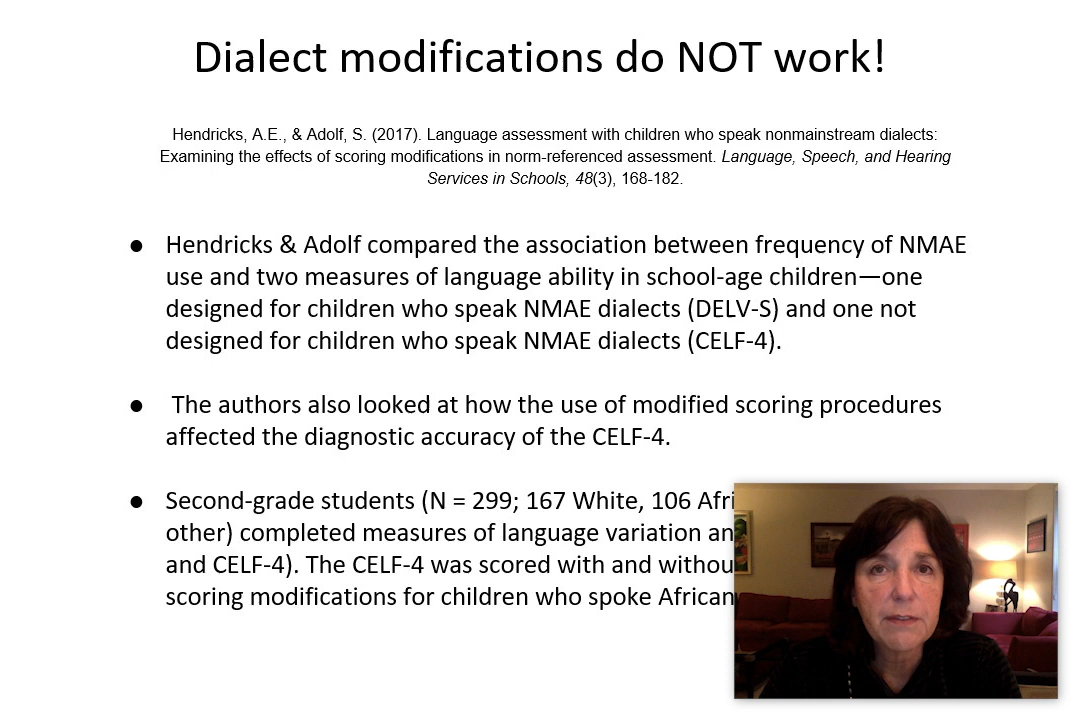 Dialect modifications do NOT work!
Hendricks, A.E., & Adolf, S. (2017). Language assessment with children who speak nonmainstream dialects:
Examining the effects of scoring modifications in norm-referenced assessment. Language, Speech, and Hearing
Services in Schools, 48(3), 168-182.
● Hendricks & Adolf compared the association between frequency of NMAE
use and two measures of language ability in school-age children—one
designed for children who speak NMAE dialects (DELV-S) and one not
designed for children who speak NMAE dialects (CELF-4).
● The authors also looked at how the use of modified scoring procedures
affected the diagnostic accuracy of the CELF-4.
● Second-grade students (N = 299; 167 White, 106
other) completed measures of language variation
and CELF-4). The CELF-4 was scored with and
scoring modifications for children who spoke African